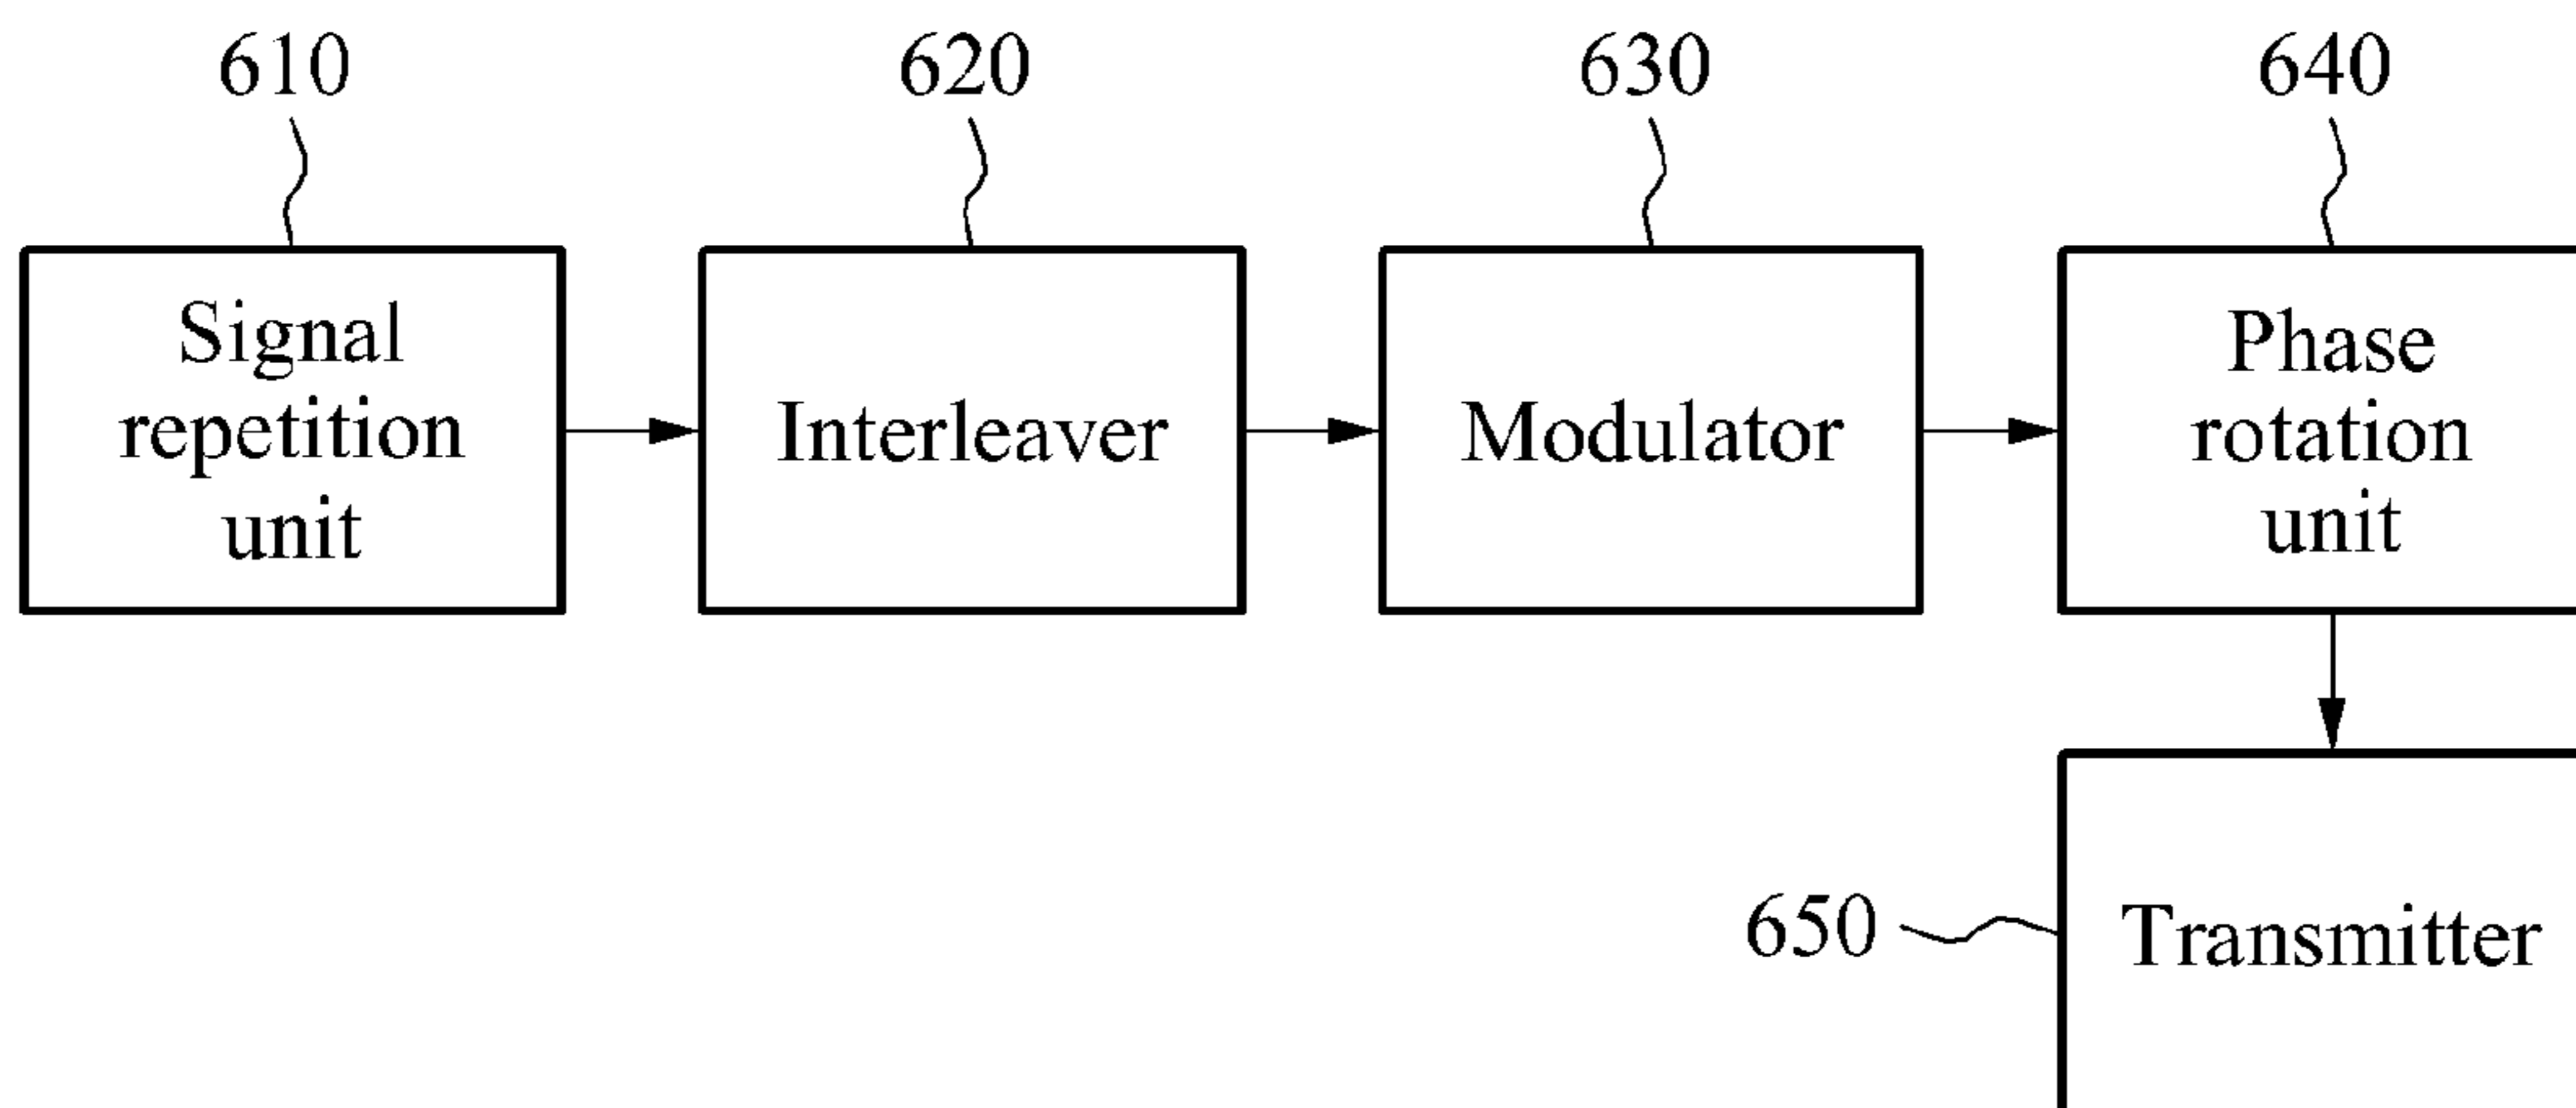 610
620
630
640
Signal
repetition
unit
Interleaver
Modulator
Phase
rotation
unit
650
Transmitter